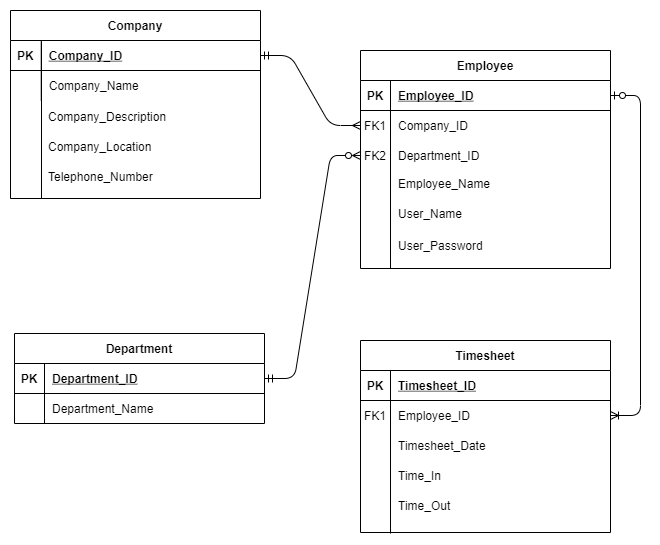 Company
PK Company_ID
Company_Name
Company_Description
Company_Location
Telephone_Number
Employee
PK Employee_ID
FK1 Company_ID
FK2 Department_ID
Employee_Name
User_Name
User_Password
Department
PK Department_ID
Department_Name
Timesheet
PK Timesheet_ID
FK1 Employee_ID
Timesheet_Date
Time_In
Time_Out